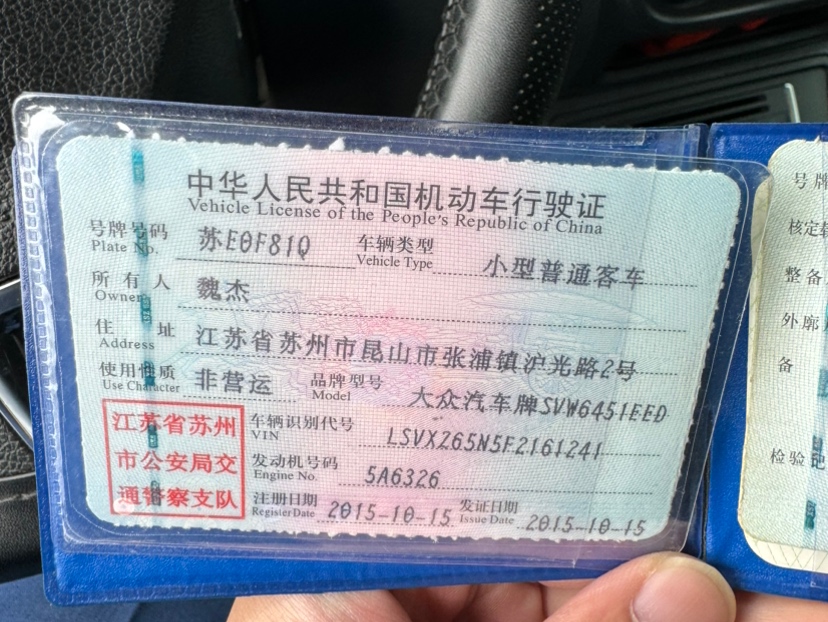 中华人民共和国机动车行驶证
Vehicle License of the People's Republic of China
号牌号码 苏E0F81Q 车辆类型 小型普通客车
Plate No. Vehicle Type
所有人 魏杰
Owner
住址 江苏省苏州市昆山市张浦镇沪光路2号
Address
使用性质 非营运 品牌型号 大众汽车牌SVW6451EED
Use Character Model
江苏省苏州
市公安局交
通警察支队
车辆识别代号 LSVXZ65N5F2161241
VIN
发动机号码 5A6326
Engine No.
注册日期 2015-10-15 发证日期 2015-10-15
Register Date Issue Date
号牌
核定载
整备
外廓
备
检验记